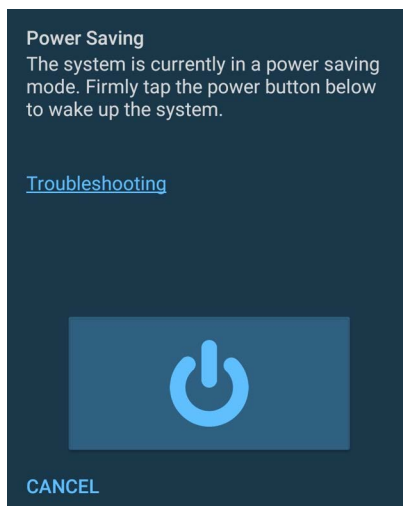 Power Saving
The system is currently in a power saving
mode. Firmly tap the power button below
to wake up the system.
Troubleshooting
CANCEL